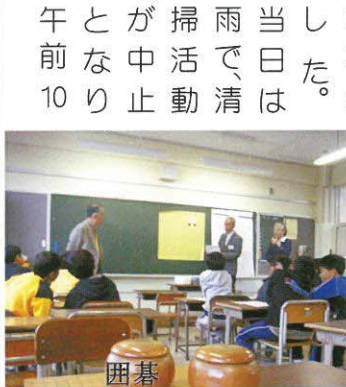 した。
当日は
雨で、清
掃活動
が中止
となり
午前10
囲碁